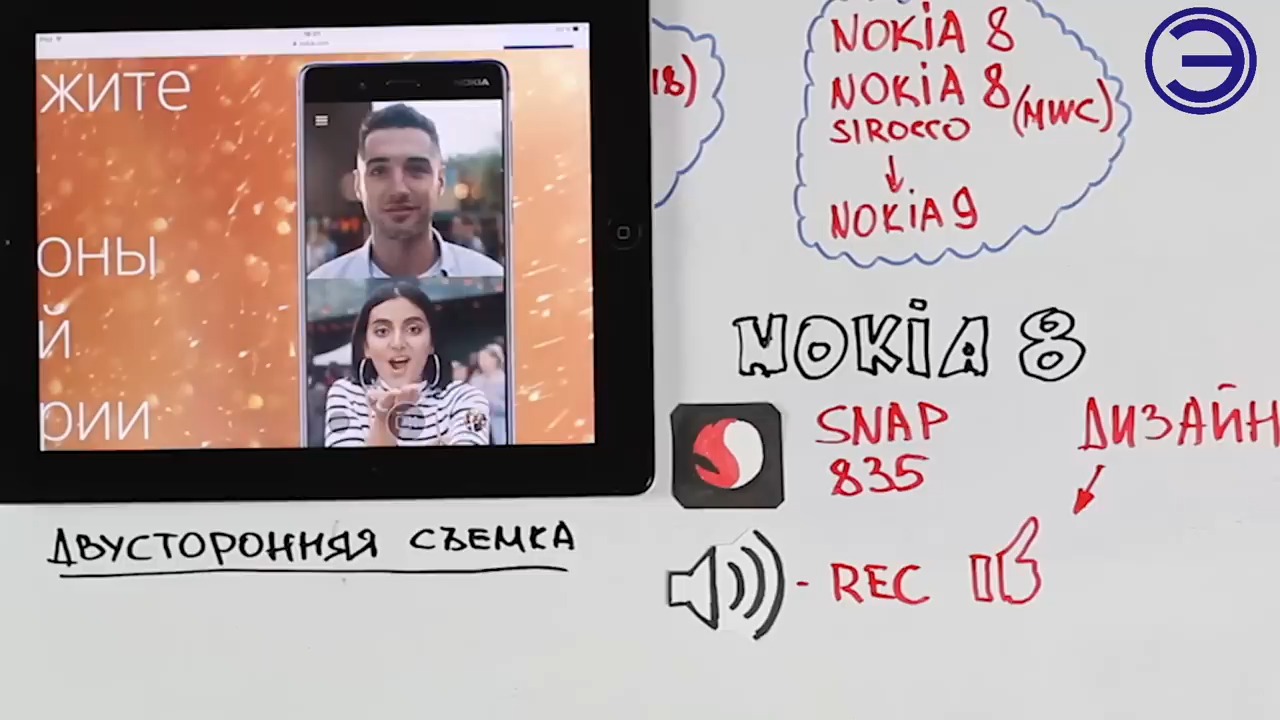 жите
NOKIA
оны
й
рии
18)
NOKIA 8
NOKIA 8
SIROCCO
(MWC)
↓
NOKIA 9
NOKIA 8
SNAP
835
ДИЗАЙН
- REC
ДВУСТОРОННЯЯ СЪЕМКА
Э